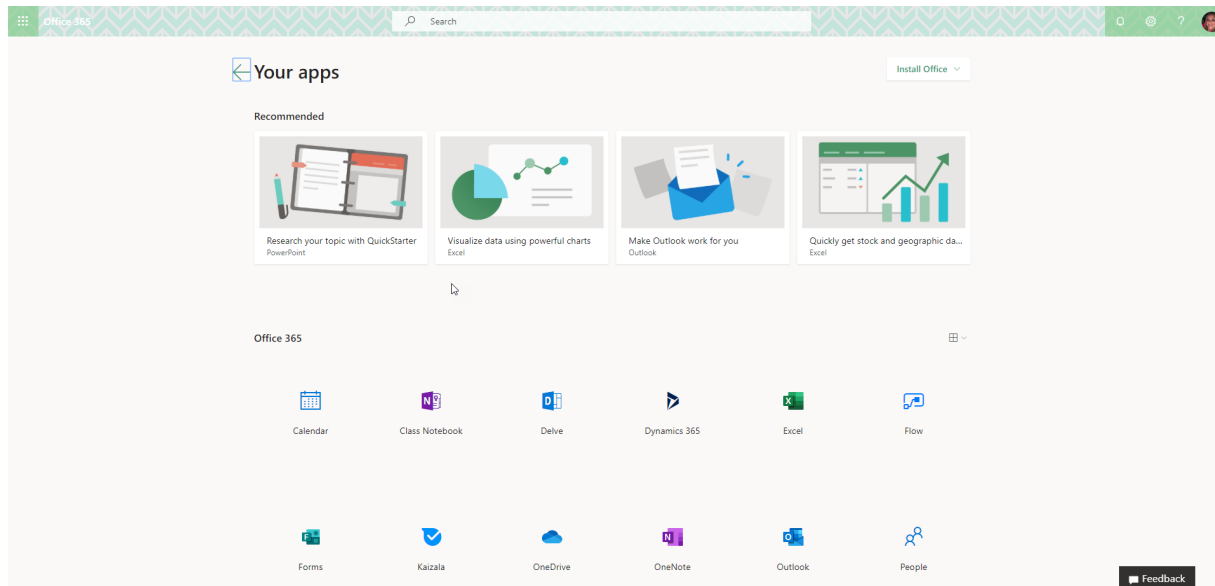 Office 365
Search
?
Your apps
Install Office
Recommended
Research your topic with QuickStarter
PowerPoint
Visualize data using powerful charts
Excel
Make Outlook work for you
Outlook
Quickly get stock and geographic da...
Excel
Office 365
Calendar
Class Notebook
Delve
Dynamics 365
Excel
Flow
Forms
Kaizala
OneDrive
OneNote
Outlook
People
Feedback